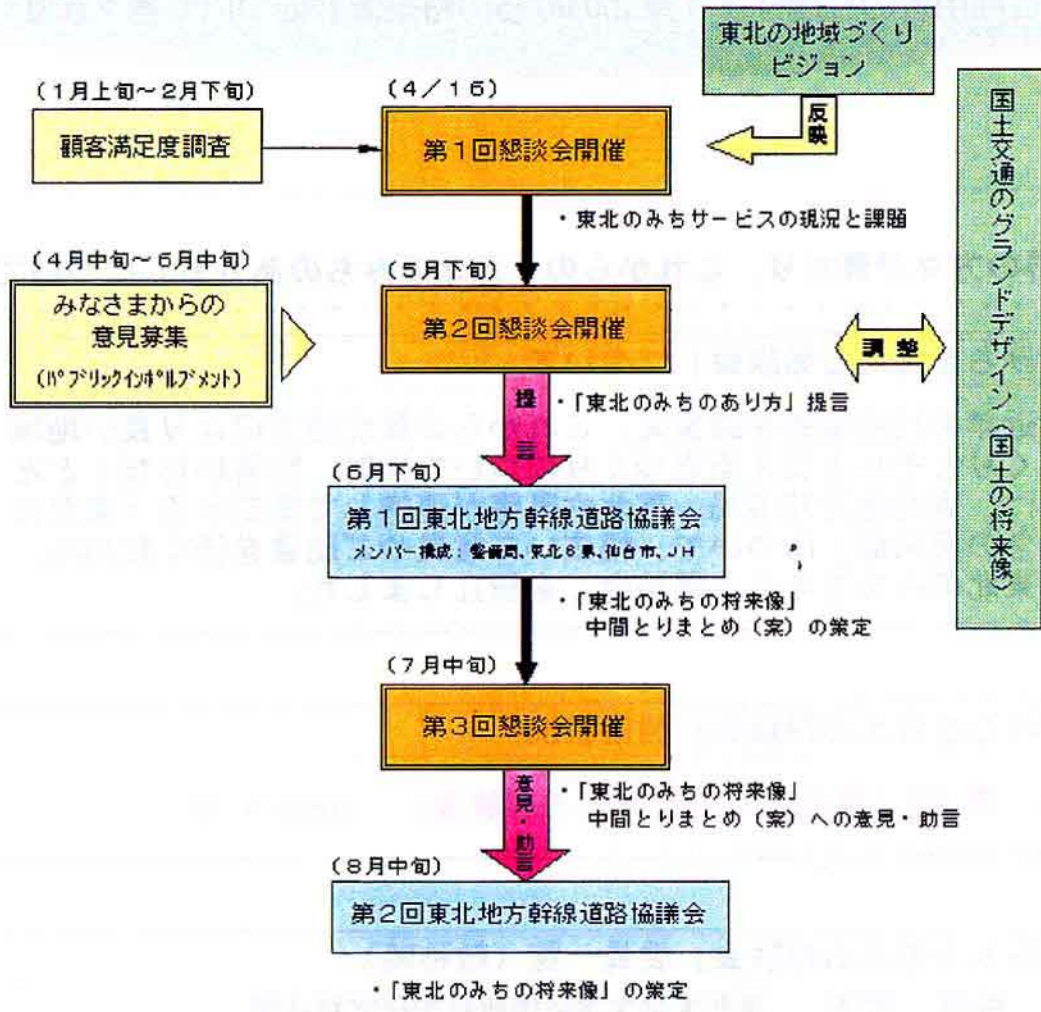 東北の地域づくり
ビジョン
反映
(1月上旬~2月下旬)
顧客満足度調査
(4/16)
第1回懇談会開催
・東北のみちサービスの現況と課題
国土交通のグランドデザイン(国土の将来像)
(4月中旬~6月中旬)
みなさまからの
意見募集
(パブリックインボルブメント)
(5月下旬)
第2回懇談会開催
調整
提言
・「東北のみちのあり方」提言
(6月下旬)
第1回東北地方幹線道路協議会
メンバー構成:整備局、東北6県、仙台市、JH
・「東北のみちの将来像」
中間とりまとめ(案)の策定
(7月中旬)
第3回懇談会開催
意見・助言
・「東北のみちの将来像」
中間とりまとめ(案)への意見・助言
(8月中旬)
第2回東北地方幹線道路協議会
・「東北のみちの将来像」の策定